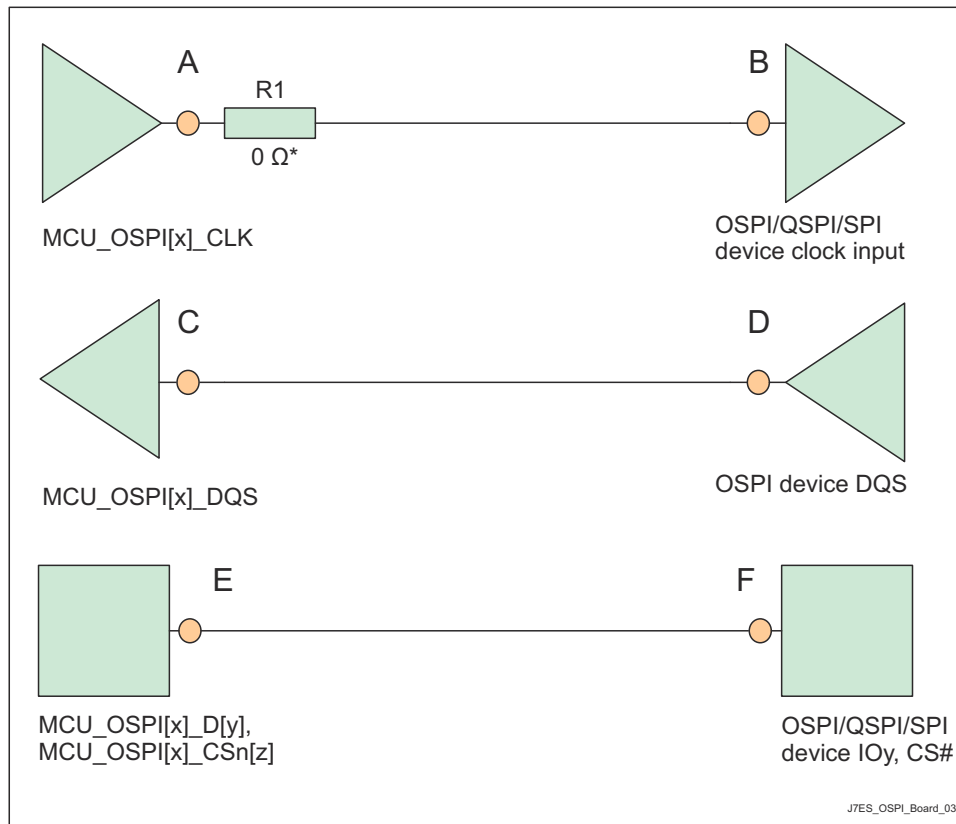 A
B
R1
0 Ω*
MCU_OSPI[x]_CLK
OSPI/QSPI/SPI
device clock input
C
D
MCU_OSPI[x]_DQS
OSPI device DQS
E
F
MCU_OSPI[x]_D[y],
MCU_OSPI[x]_CSn[z]
OSPI/QSPI/SPI
device IOy, CS#
J7ES_OSPI_Board_03